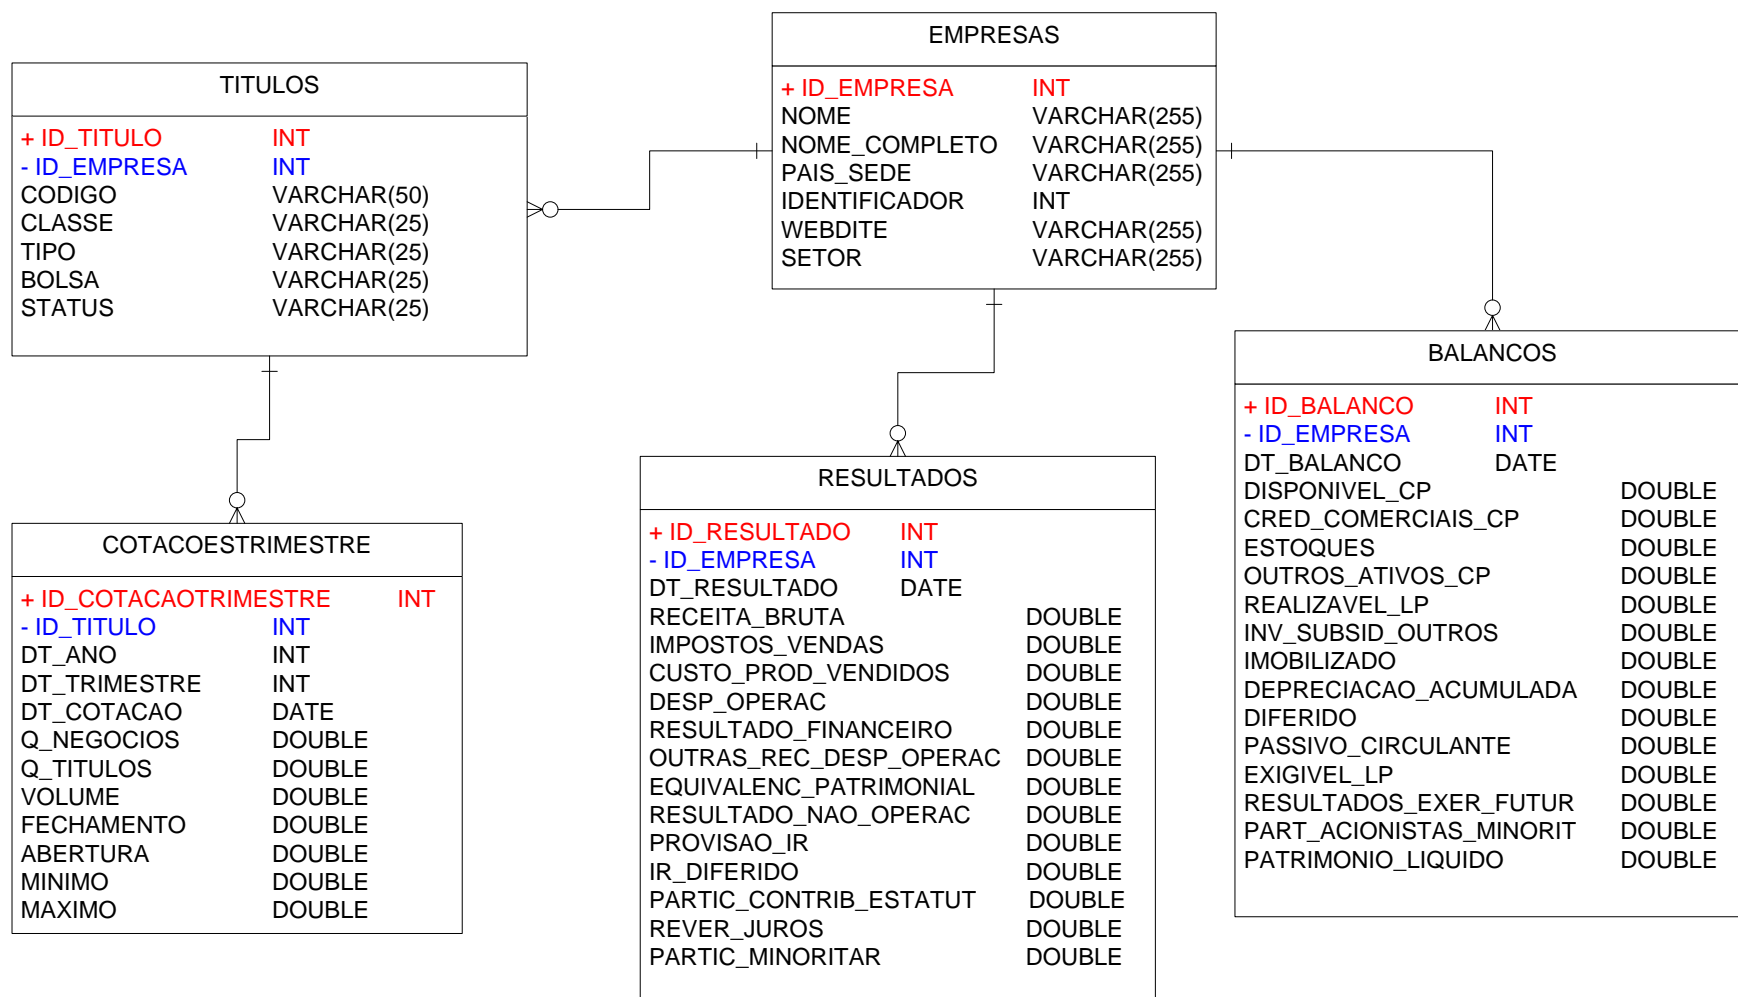 EMPRESAS
+ ID_EMPRESA INT
NOME VARCHAR(255)
NOME_COMPLETO VARCHAR(255)
PAIS_SEDE VARCHAR(255)
IDENTIFICADOR INT
WEBDITE VARCHAR(255)
SETOR VARCHAR(255)
TITULOS
+ ID_TITULO INT
- ID_EMPRESA INT
CODIGO VARCHAR(50)
CLASSE VARCHAR(25)
TIPO VARCHAR(25)
BOLSA VARCHAR(25)
STATUS VARCHAR(25)
BALANCOS
+ ID_BALANCO INT
- ID_EMPRESA INT
DT_BALANCO DATE
DISPONIVEL_CP DOUBLE
CRED_COMERCIAIS_CP DOUBLE
ESTOQUES DOUBLE
OUTROS_ATIVOS_CP DOUBLE
REALIZAVEL_LP DOUBLE
INV_SUBSID_OUTROS DOUBLE
IMOBILIZADO DOUBLE
DEPRECIACAO_ACUMULADA DOUBLE
DIFERIDO DOUBLE
PASSIVO_CIRCULANTE DOUBLE
EXIGIVEL_LP DOUBLE
RESULTADOS_EXER_FUTUR DOUBLE
PART_ACIONISTAS_MINORIT DOUBLE
PATRIMONIO_LIQUIDO DOUBLE
RESULTADOS
+ ID_RESULTADO INT
- ID_EMPRESA INT
DT_RESULTADO DATE
RECEITA_BRUTA DOUBLE
IMPOSTOS_VENDAS DOUBLE
CUSTO_PROD_VENDIDOS DOUBLE
DESP_OPERAC DOUBLE
RESULTADO_FINANCEIRO DOUBLE
OUTRAS_REC_DESP_OPERAC DOUBLE
EQUIVALENC_PATRIMONIAL DOUBLE
RESULTADO_NAO_OPERAC DOUBLE
PROVISAO_IR DOUBLE
IR_DIFERIDO DOUBLE
PARTIC_CONTRIB_ESTATUT DOUBLE
REVER_JUROS DOUBLE
PARTIC_MINORITAR DOUBLE
COTACOESTRIMESTRE
+ ID_COTACAOTRIMESTRE INT
- ID_TITULO INT
DT_ANO INT
DT_TRIMESTRE INT
DT_COTACAO DATE
Q_NEGOCIOS DOUBLE
Q_TITULOS DOUBLE
VOLUME DOUBLE
FECHAMENTO DOUBLE
ABERTURA DOUBLE
MINIMO DOUBLE
MAXIMO DOUBLE